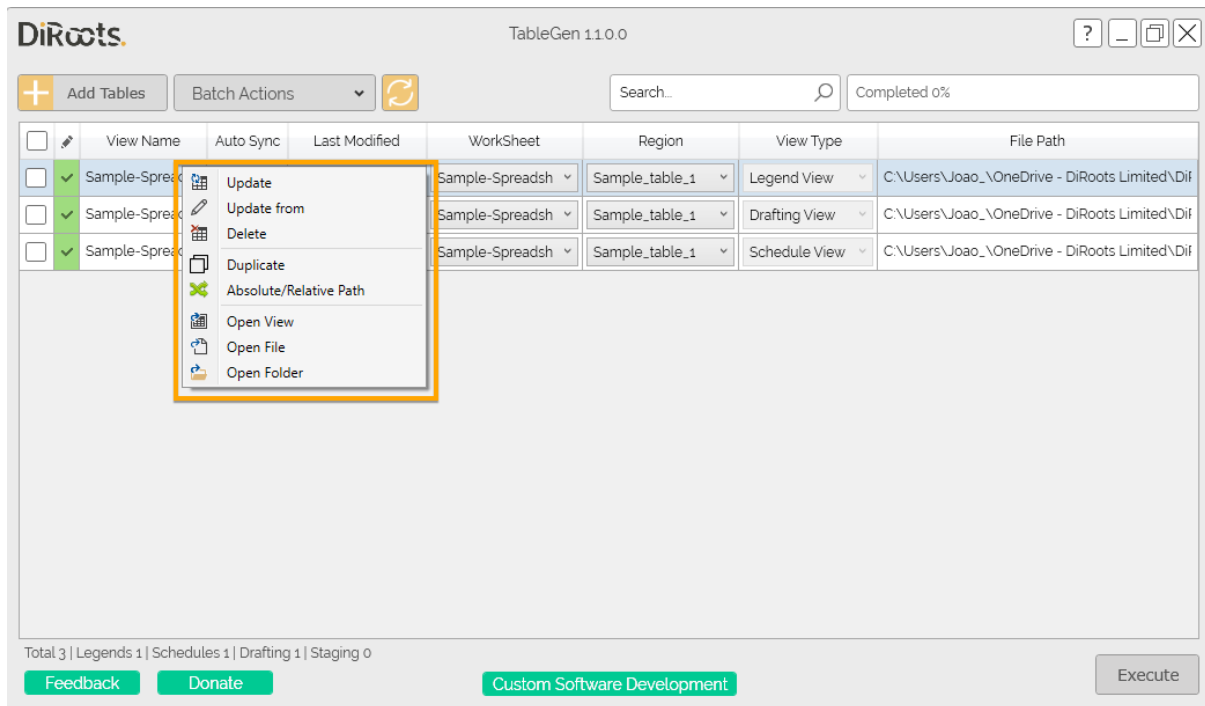 DiRoots.
TableGen 1.1.0.0
?
Add Tables
Batch Actions
Search...
Completed 0%
View Name Auto Sync Last Modified WorkSheet Region View Type File Path
Sample-Spread Sample-Spreadsh Sample_table_1 Legend View C:\Users\Joao_\OneDrive - DiRoots Limited\Di
Sample-Spread Sample-Spreadsh Sample_table_1 Drafting View C:\Users\Joao_\OneDrive - DiRoots Limited\Di
Sample-Spread Sample-Spreadsh Sample_table_1 Schedule View C:\Users\Joao_\OneDrive - DiRoots Limited\Di
Update
Update from
Delete
Duplicate
Absolute/Relative Path
Open View
Open File
Open Folder
Total 3 | Legends 1 | Schedules 1 | Drafting 1 | Staging 0
Feedback
Donate
Custom Software Development
Execute